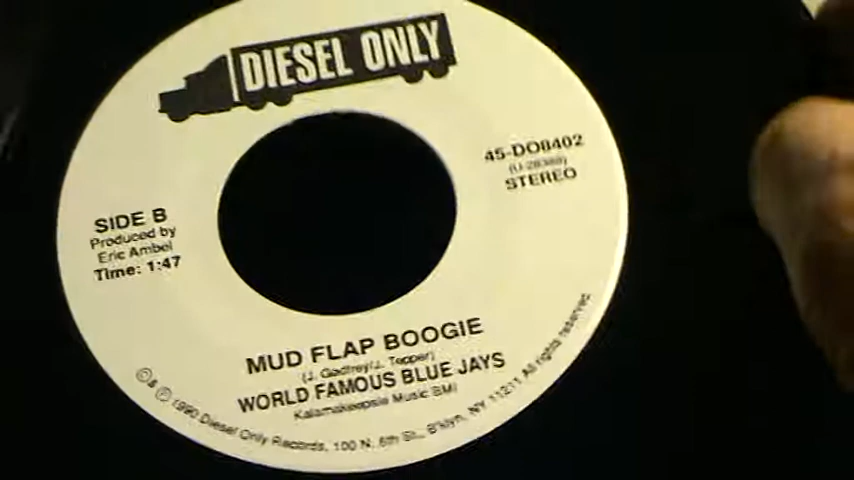 DIESEL ONLY
45-DO8402
STEREO
SIDE B
Produced by
Eric Ambel
Time: 1:47
MUD FLAP BOOGIE
(J. Godfrey/J. Tepper)
WORLD FAMOUS BLUE JAYS
Kalamakeepsie Music BMI
© & ℗ 1990 Diesel Only Records, 100 N. 6th St., B'klyn, NY 11211 All rights reserved